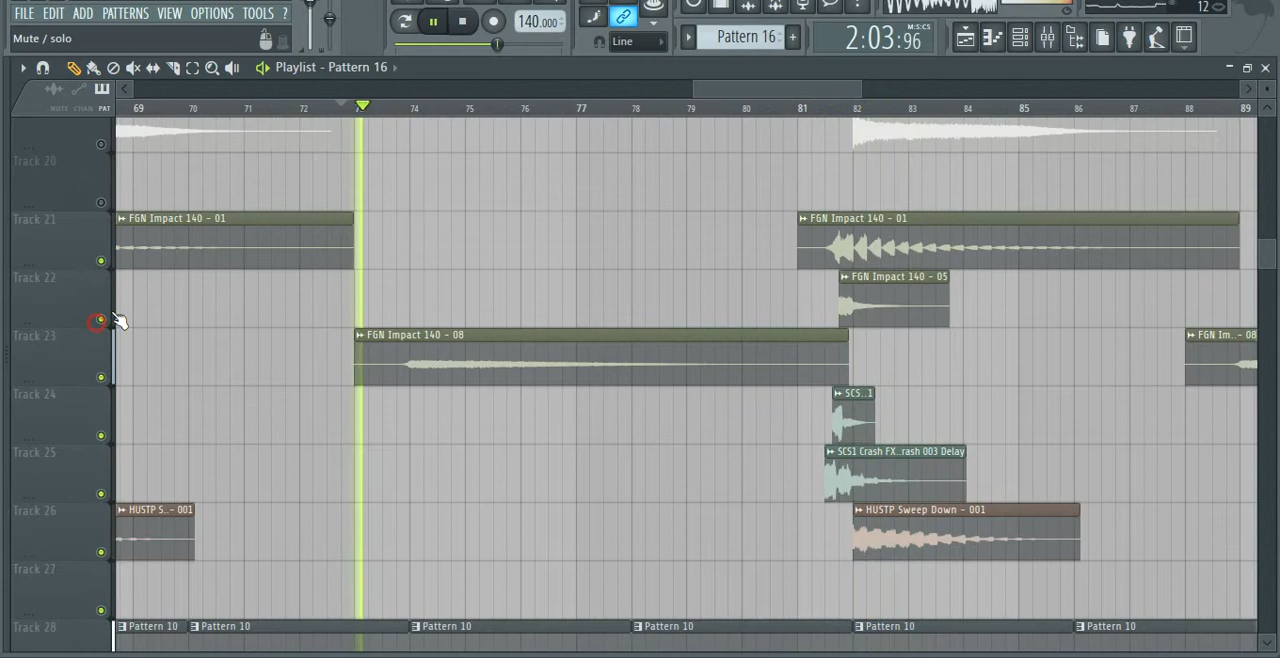 FILE EDIT ADD PATTERNS VIEW OPTIONS TOOLS ?
140.000
12
Mute / solo
Line
Pattern 16
2:03:96
M:S:CS
Playlist - Pattern 16
NOTE CHAN PAT
69 70 71 72 74 75 76 77 78 79 80 81 82 83 84 85 86 87 88 89
Track 20
Track 21
FGN Impact 140 - 01
FGN Impact 140 - 01
Track 22
FGN Impact 140 - 05
Track 23
FGN Impact 140 - 08
FGN Im..- 08
Track 24
SCS..1
Track 25
SCS1 Crash FX..rash 003 Delay
Track 26
HUSTP S..- 001
HUSTP Sweep Down - 001
Track 27
Track 28
Pattern 10
Pattern 10
Pattern 10
Pattern 10
Pattern 10
Pattern 10